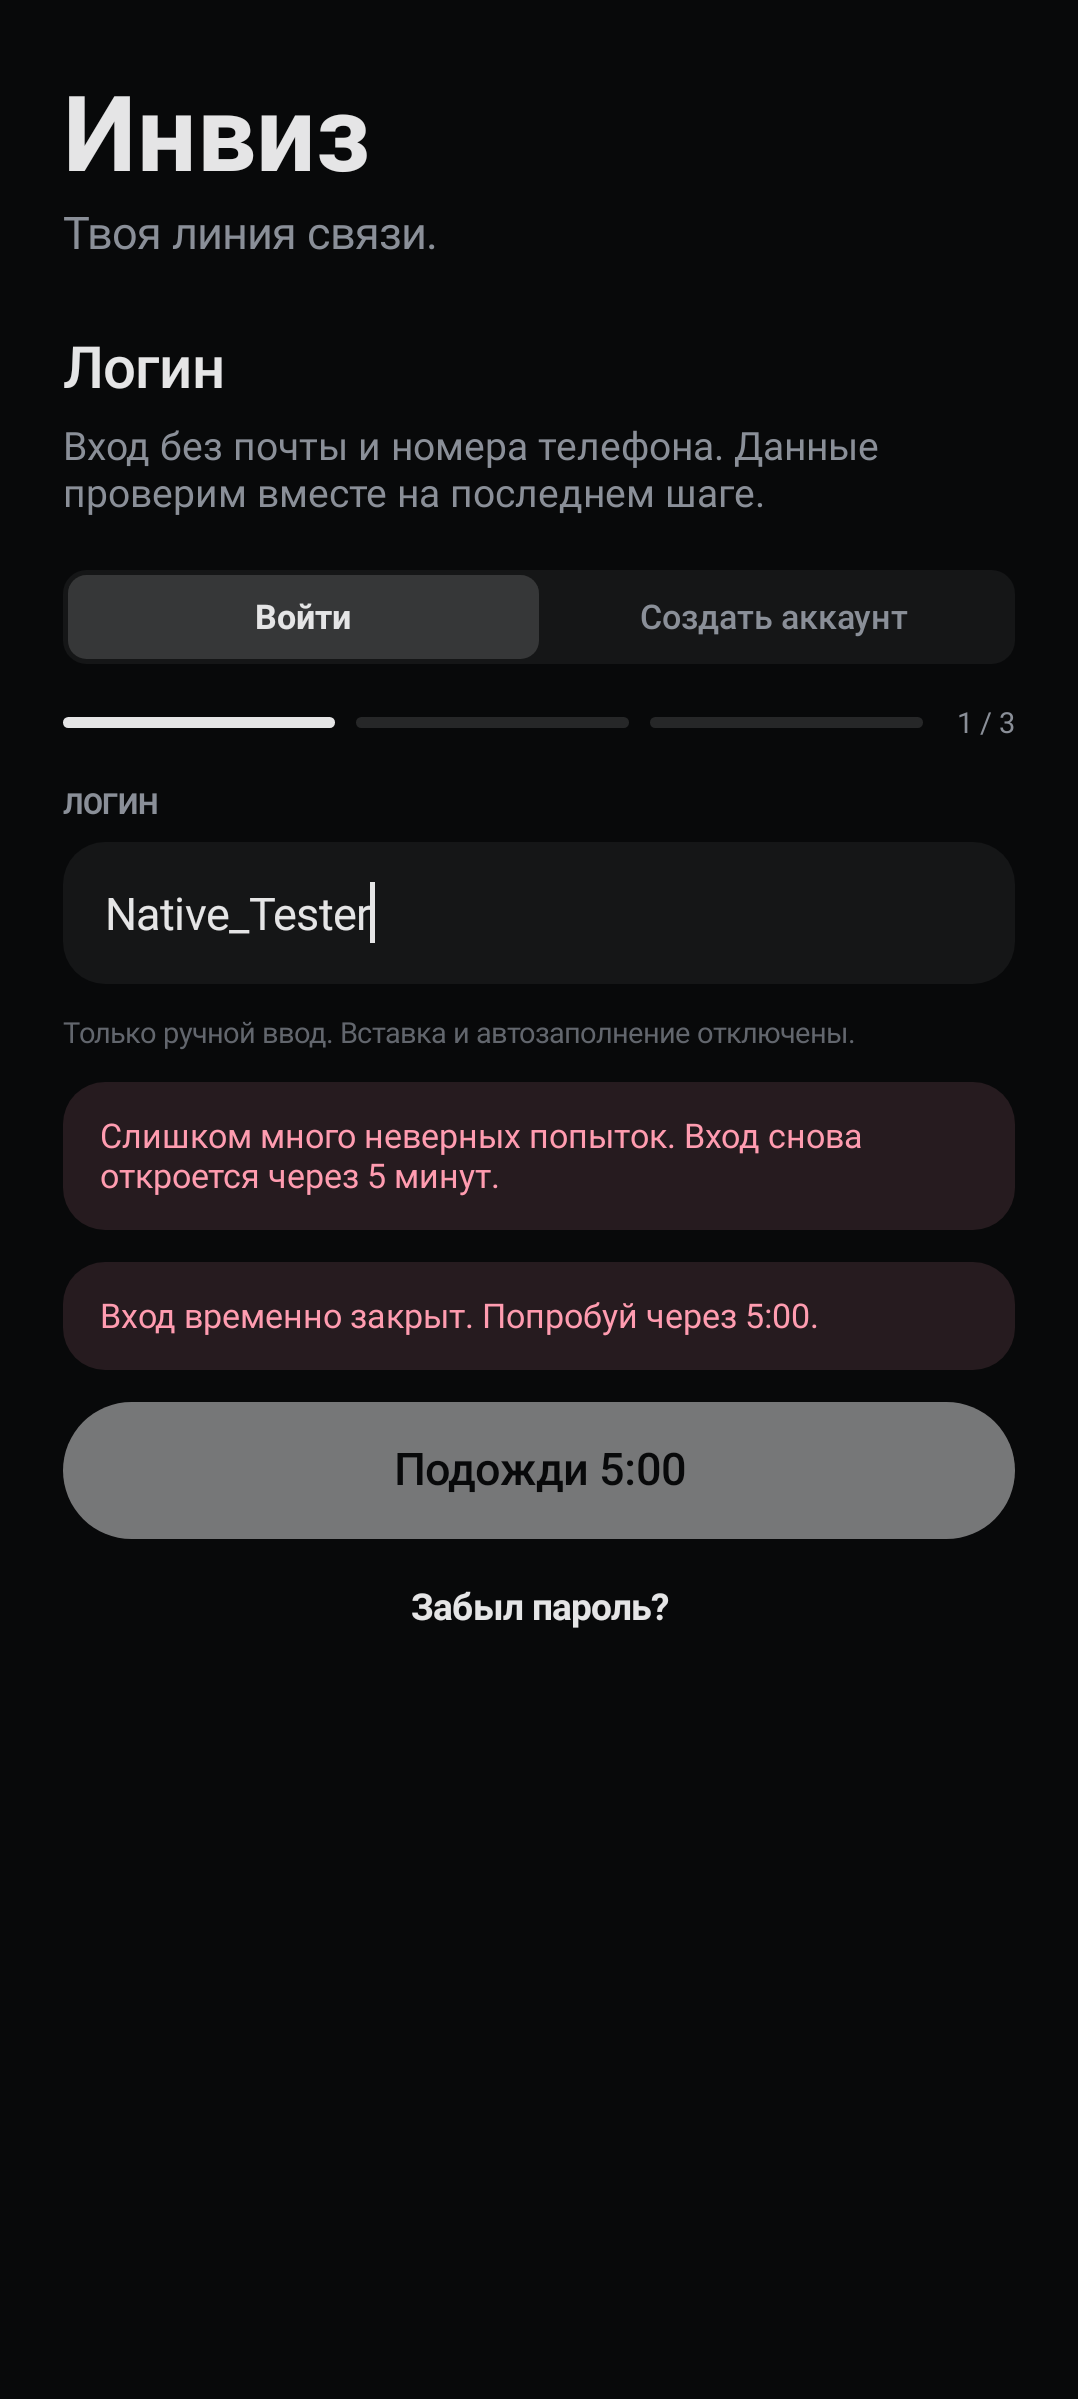 Инвиз
Твоя линия связи.
Логин
Вход без почты и номера телефона. Данные
проверим вместе на последнем шаге.
Войти
Создать аккаунт
1 / 3
логин
Native_Tester
Только ручной ввод. Вставка и автозаполнение отключены.
Слишком много неверных попыток. Вход снова
откроется через 5 минут.
Вход временно закрыт. Попробуй через 5:00.
Подожди 5:00
Забыл пароль?